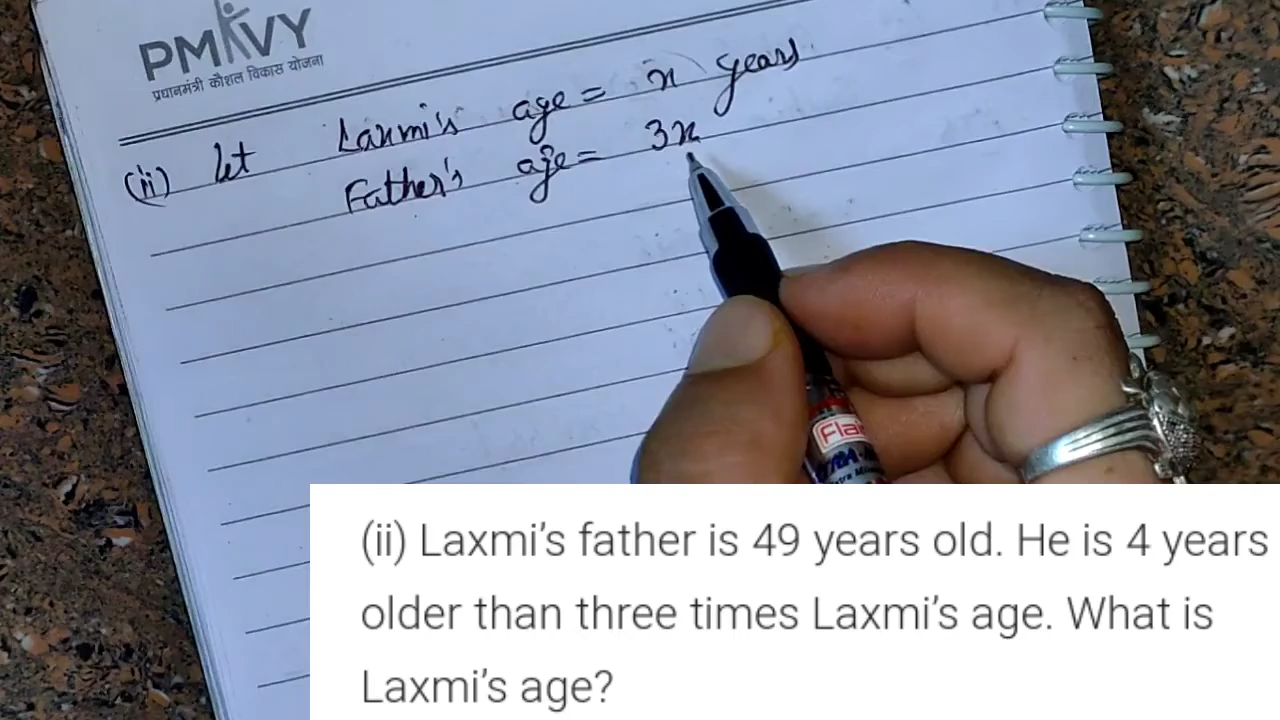 PMKVY
प्रधानमंत्री कौशल विकास योजना
(ii) let Laxmi's age = x years.
Father's age = 3x
Fla
(ii) Laxmi's father is 49 years old. He is 4 years
older than three times Laxmi's age. What is
Laxmi's age?